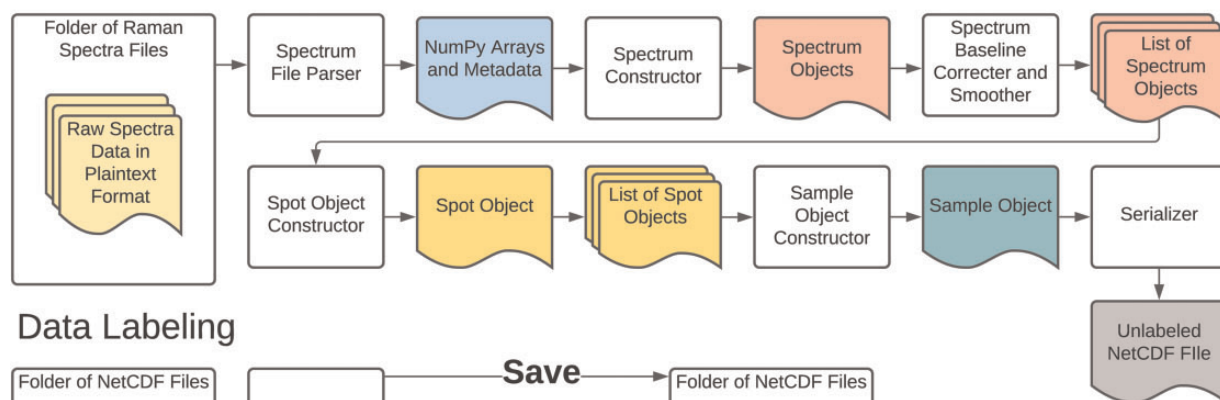 Folder of Raman
Spectra Files
Raw Spectra
Data in
Plaintext
Format
Spectrum
File Parser
NumPy Arrays
and Metadata
Spectrum
Constructor
Spectrum
Objects
Spectrum
Baseline
Correcter and
Smoother
List of
Spectrum
Objects
Spot Object
Constructor
Spot Object
List of Spot
Objects
Sample
Object
Constructor
Sample Object
Serializer
Unlabeled
NetCDF FIle
Data Labeling
Folder of NetCDF Files
Save
Folder of NetCDF Files